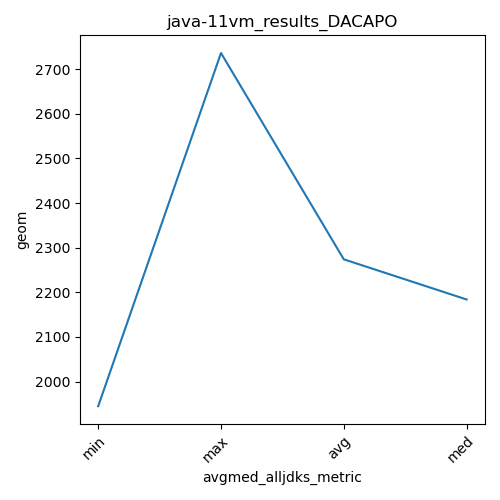 java-11vm_results_DACAPO
2700
2600
2500
2400
2300
2200
2100
2000
geom
min
max
avg
med
avgmed_alljdks_metric